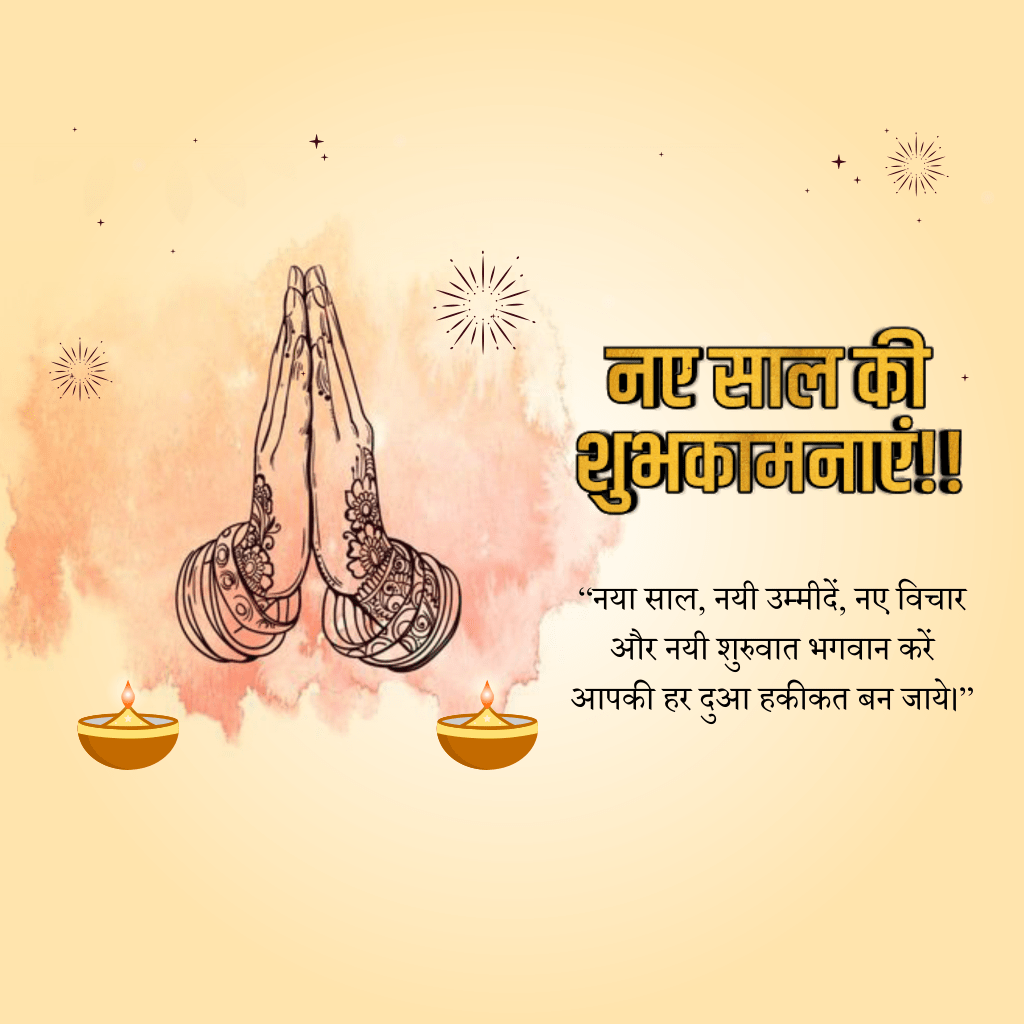 नए साल की
शुभकामनाएं!!
“नया साल, नयी उम्मीदें, नए विचार
और नयी शुरुवात भगवान करें
आपकी हर दुआ हकीकत बन जाये।”